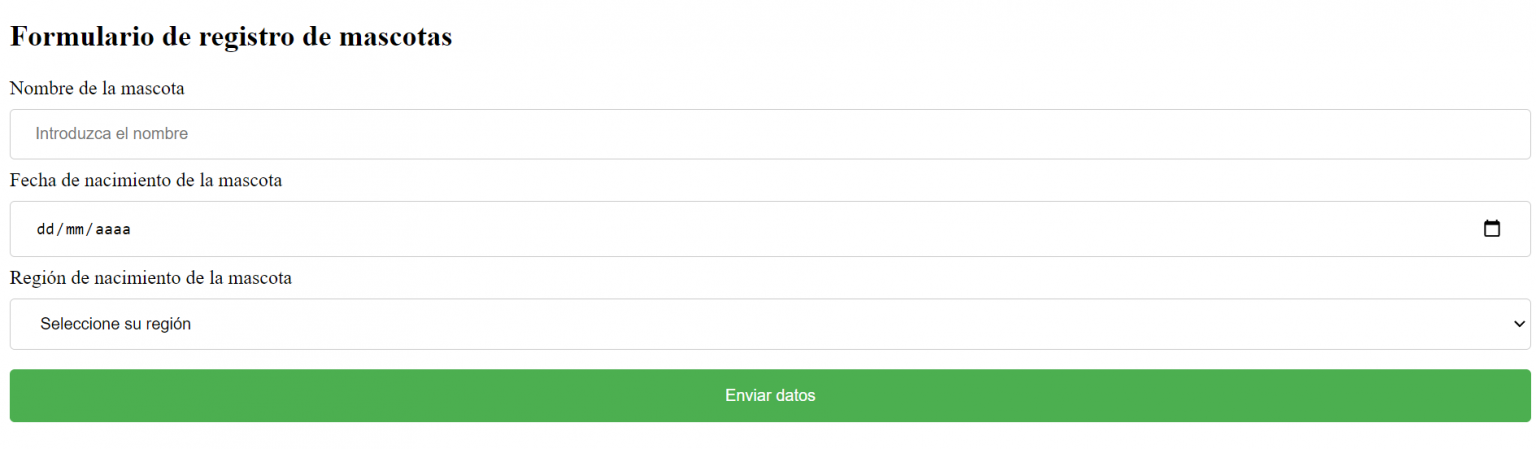 Formulario de registro de mascotas
Nombre de la mascota
Introduzca el nombre
Fecha de nacimiento de la mascota
dd/mm/aaaa
Región de nacimiento de la mascota
Seleccione su región
Enviar datos